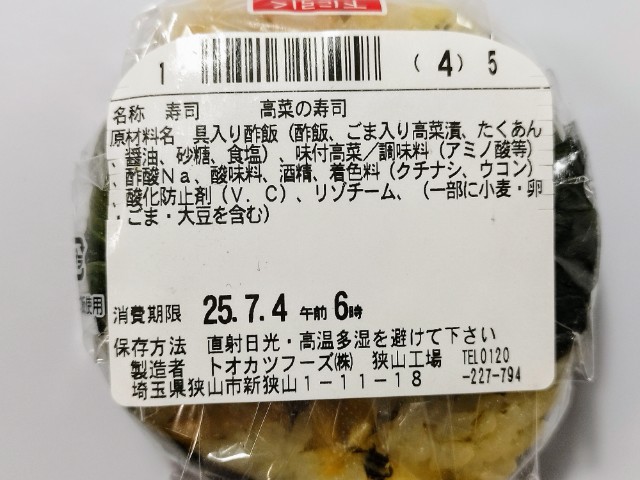 1 (4) 5
名称 寿司 高菜の寿司
原材料名 具入り酢飯（酢飯、ごま入り高菜漬、たくあん
、醤油、砂糖、食塩）、味付高菜／調味料（アミノ酸等）
、酢酸Ｎａ、酸味料、酒精、着色料（クチナシ、ウコン）
、酸化防止剤（Ｖ．Ｃ）、リゾチーム、（一部に小麦・卵
・ごま・大豆を含む）
消費期限 25.7.4 午前6時
保存方法 直射日光・高温多湿を避けて下さい
製造者 トオカツフーズ㈱ 狭山工場 TEL0120
埼玉県狭山市新狭山１－１１－１８ -227-794
使用